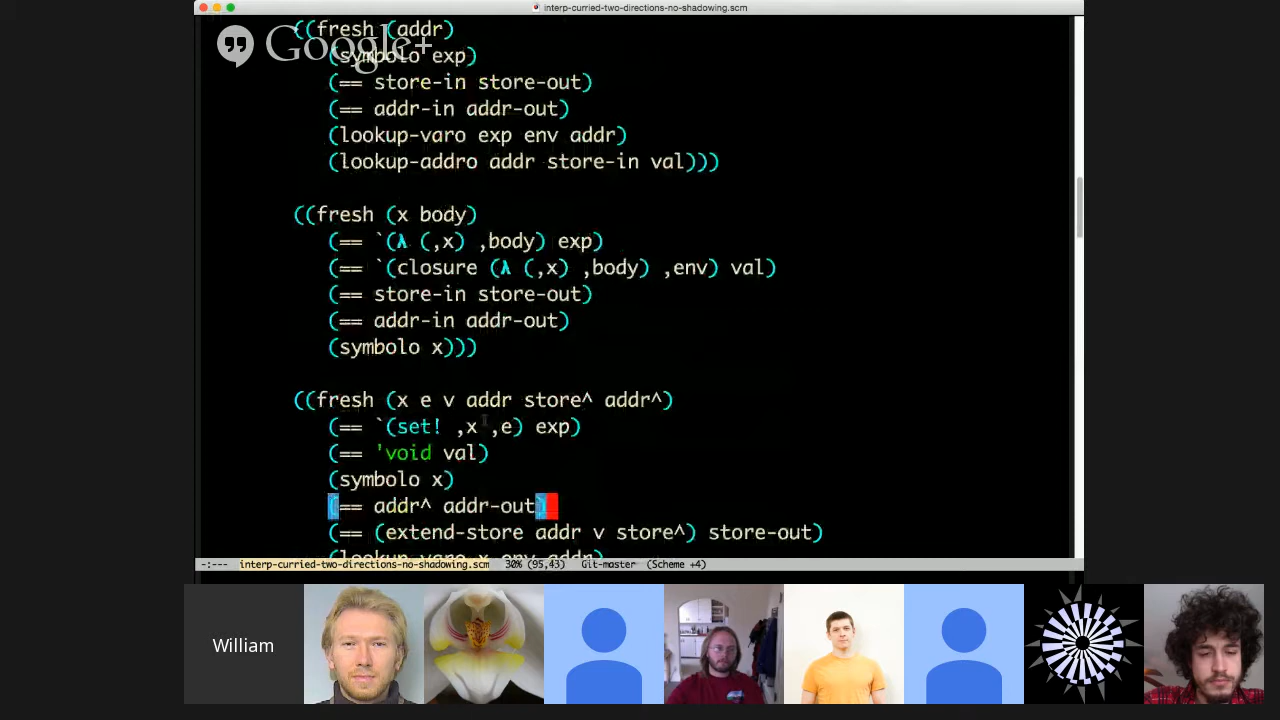 interp-curried-two-directions-no-shadowing.scm
((fresh (addr)
Google+
(symbolo exp)
(== store-in store-out)
(== addr-in addr-out)
(lookup-varo exp env addr)
(lookup-addro addr store-in val)))
((fresh (x body)
(== `(λ (,x) ,body) exp)
(== `(closure (λ (,x) ,body) ,env) val)
(== store-in store-out)
(== addr-in addr-out)
(symbolo x)))
((fresh (x e v addr store^ addr^)
(== `(set! ,x ,e) exp)
(== 'void val)
(symbolo x)
(== addr^ addr-out)
(== (extend-store addr v store^) store-out)
(lookup-varo x env addr)
-:--- interp-curried-two-directions-no-shadowing.scm 30% (95,43) Git-master (Scheme +4)
William